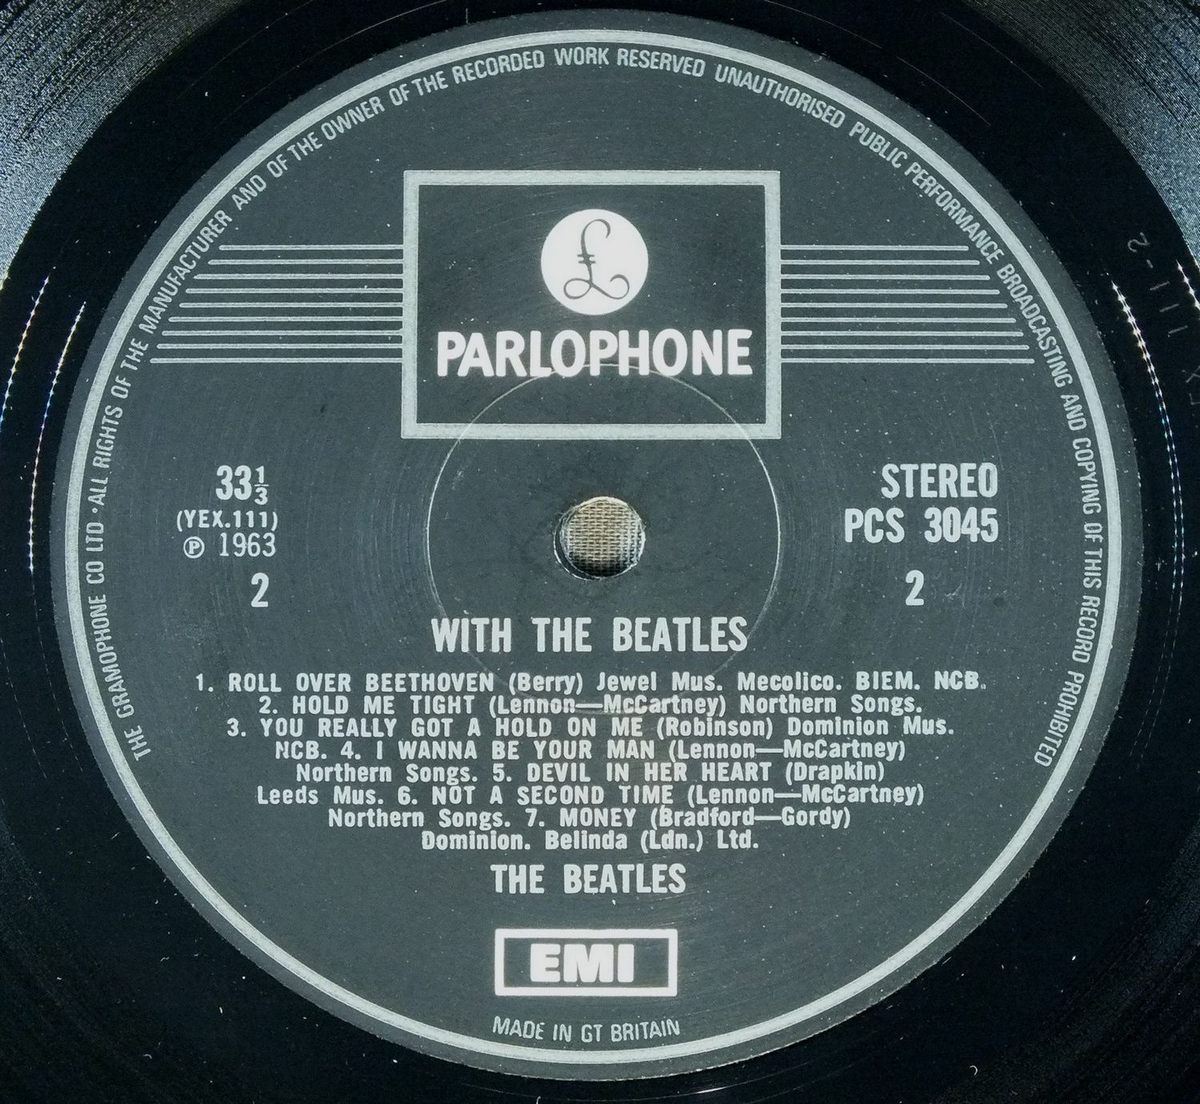 THE GRAMOPHONE CO LTD · ALL RIGHTS OF THE MANUFACTURER AND OF THE OWNER OF THE RECORDED WORK RESERVED UNAUTHORISED PUBLIC PERFORMANCE BROADCASTING AND COPYING OF THIS RECORD PROHIBITED
£
PARLOPHONE
33⅓
(YEX.111)
℗ 1963
2
STEREO
PCS 3045
2
WITH THE BEATLES
1. ROLL OVER BEETHOVEN (Berry) Jewel Mus. Mecolico. BIEM. NCB.
2. HOLD ME TIGHT (Lennon—McCartney) Northern Songs.
3. YOU REALLY GOT A HOLD ON ME (Robinson) Dominion Mus.
NCB. 4. I WANNA BE YOUR MAN (Lennon—McCartney)
Northern Songs. 5. DEVIL IN HER HEART (Drapkin)
Leeds Mus. 6. NOT A SECOND TIME (Lennon—McCartney)
Northern Songs. 7. MONEY (Bradford—Gordy)
Dominion. Belinda (Ldn.) Ltd.
THE BEATLES
EMI
MADE IN GT BRITAIN